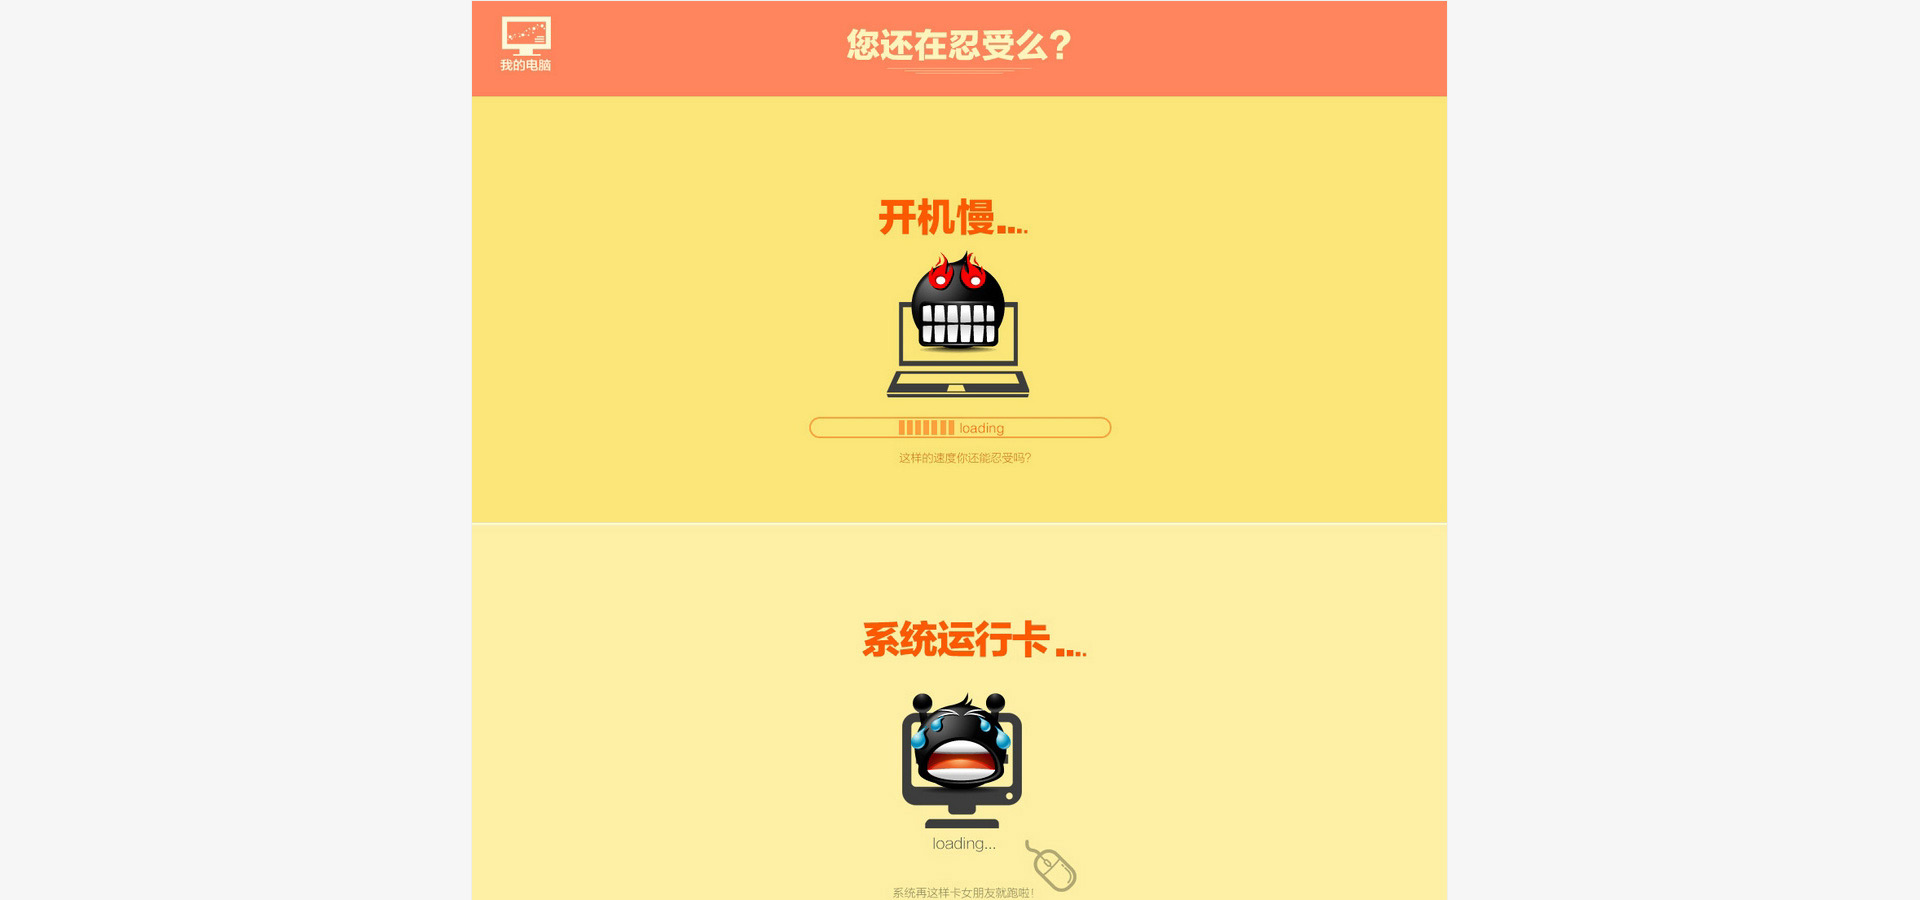 我的电脑
您还在忍受么?
开机慢....
loading
这样的速度你还能忍受吗?
系统运行卡....
loading...
系统再这样卡女朋友就跑啦!